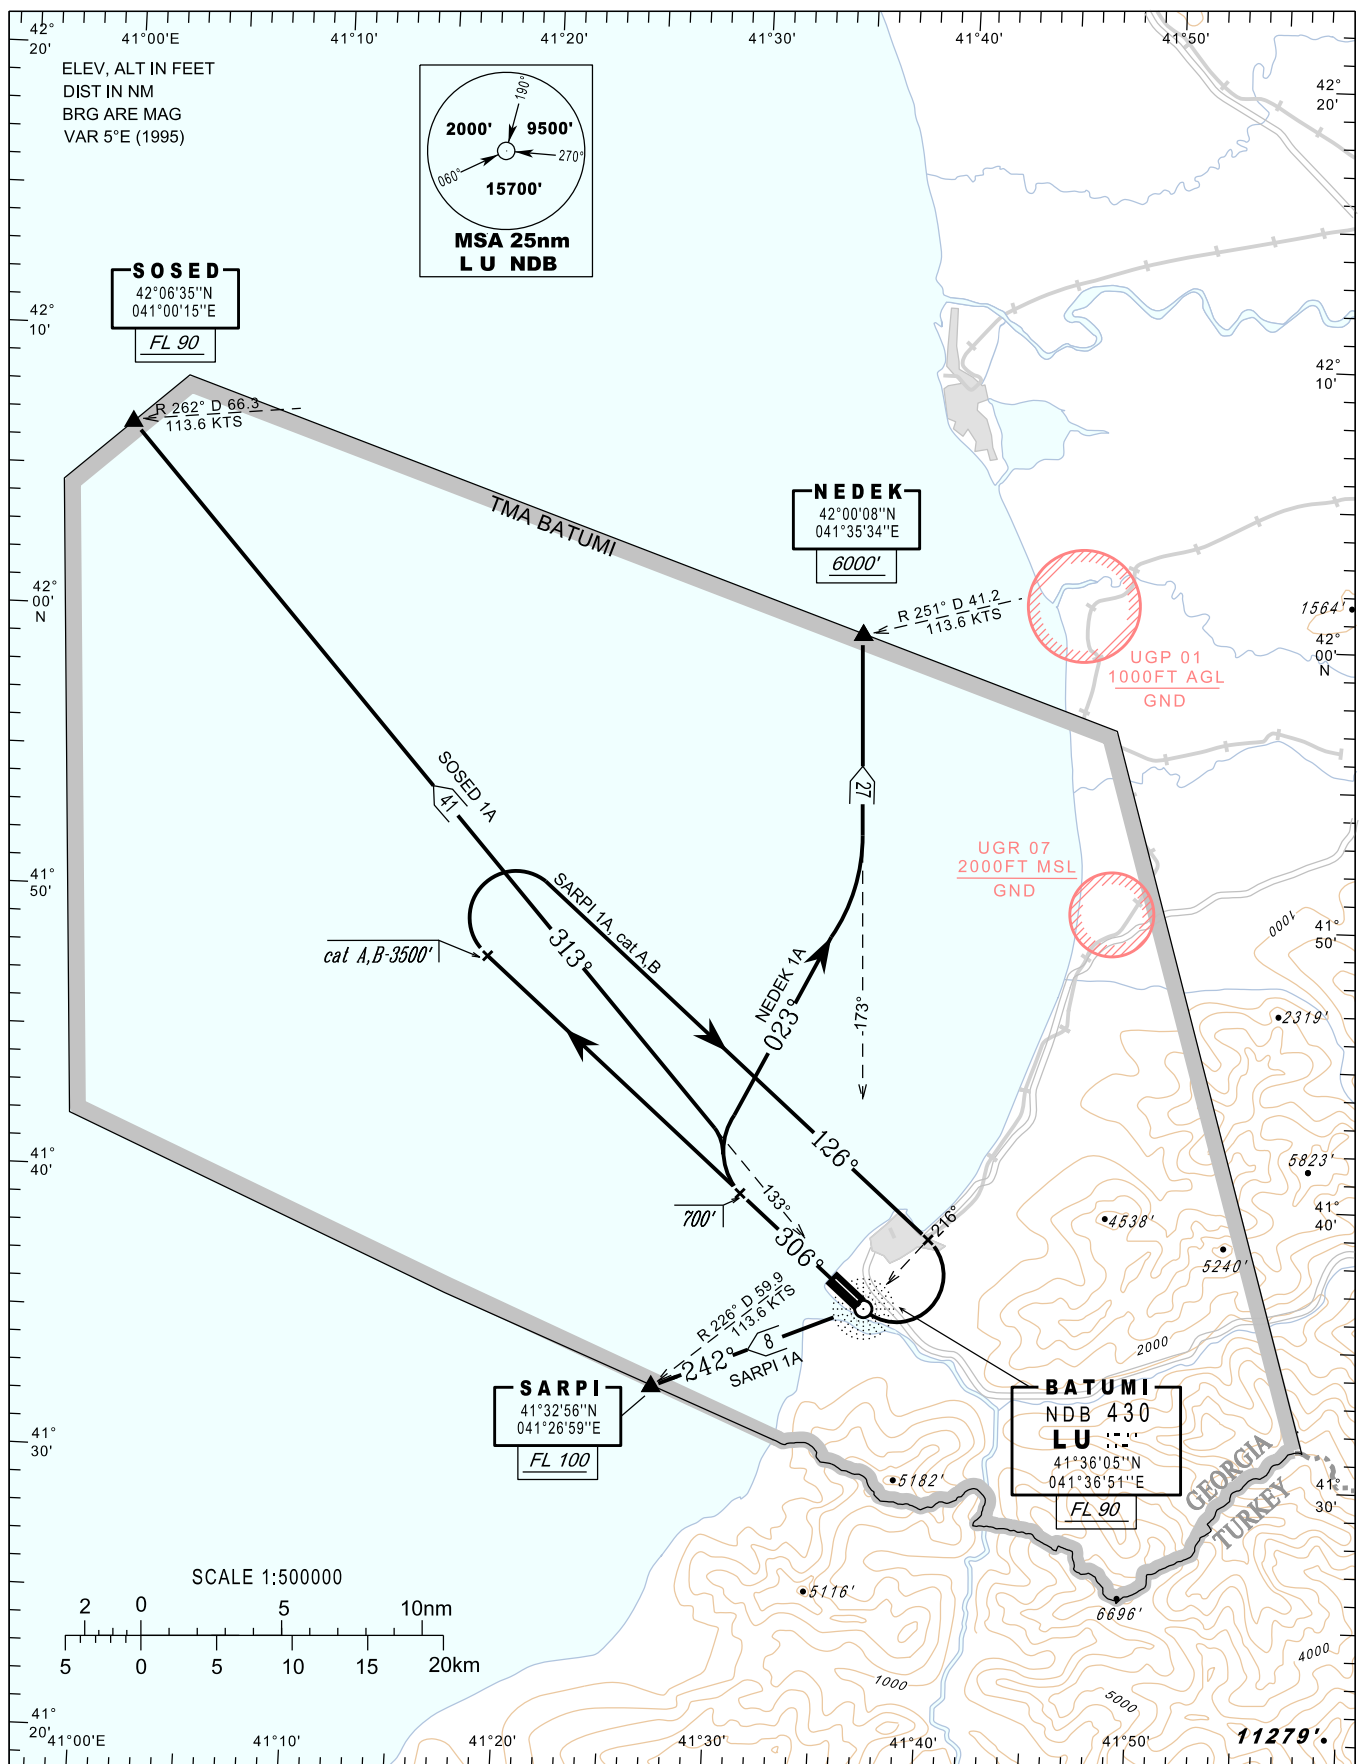 42°
20'
41°00'E
41°10'
41°20'
41°30'
41°40'
41°50'
42°
20'
ELEV, ALT IN FEET
DIST IN NM
BRG ARE MAG
VAR 5°E (1995)
190°
2000'
9500'
270°
060°
15700'
MSA 25nm
L U NDB
SOSED
42°06'35"N
041°00'15"E
FL 90
42°
10'
42°
10'
R 262° D 66.3
113.6 KTS
TMA BATUMI
NEDEK
42°00'08"N
041°35'34"E
6000'
R 251° D 41.2
113.6 KTS
42°
00'
N
1564'
42°
00'
N
UGP 01
1000FT AGL
GND
SOSED 1A
41
27
UGR 07
2000FT MSL
GND
41°
50'
SARPI 1A, cat A,B
313°
cat A,B-3500'
NEDEK 1A
023°
173°
1000
41°
50'
2319'
126°
41°
40'
5823'
133°
700'
306°
216°
4538'
41°
40'
5240'
R 226° D 59.9
113.6 KTS
242°
8
SARPI 1A
2000
SARPI
41°32'56"N
041°26'59"E
FL 100
BATUMI
NDB 430
LU
41°36'05"N
041°36'51"E
FL 90
41°
30'
5182'
GEORGIA
TURKEY
41°
30'
SCALE 1:500000
2
0
5
10nm
5
0
5
10
15
20km
5116'
6696'
4000
1000
5000
41°
20'
41°00'E
41°10'
41°20'
41°30'
41°40'
41°50'
11279'